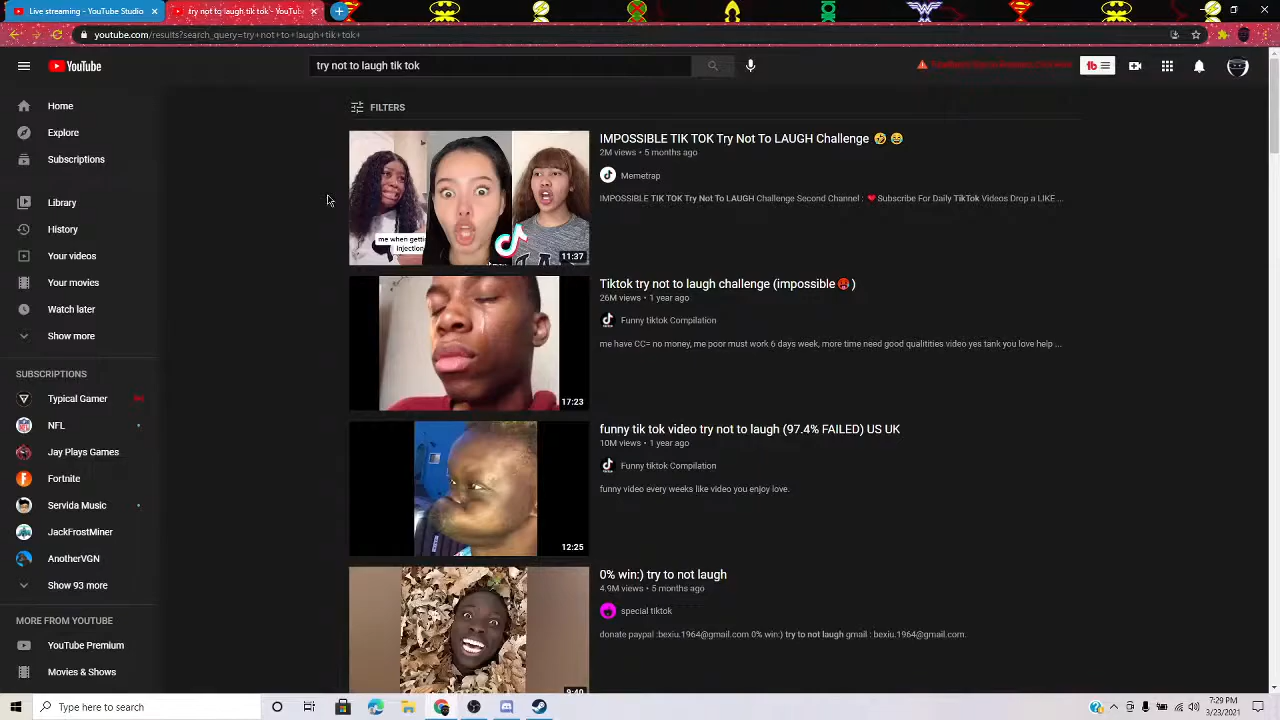 Live streaming - YouTube Studio
try not to laugh tik tok - YouTube
youtube.com/results?search_query=try+not+to+laugh+tik+tok+
YouTube
try not to laugh tik tok
FILTERS
Home
Explore
Subscriptions
Library
History
Your videos
Your movies
Watch later
Show more
SUBSCRIPTIONS
Typical Gamer
NFL
Jay Plays Games
Fortnite
Servida Music
JackFrostMiner
AnotherVGN
Show 93 more
MORE FROM YOUTUBE
YouTube Premium
Movies & Shows
me when getti
injection
11:37
IMPOSSIBLE TIK TOK Try Not To LAUGH Challenge 🤣 😄
2M views • 5 months ago
Memetrap
IMPOSSIBLE TIK TOK Try Not To LAUGH Challenge Second Channel : ❤️Subscribe For Daily TikTok Videos Drop a LIKE ...
17:23
Tiktok try not to laugh challenge (impossible🥵)
26M views • 1 year ago
Funny tiktok Compilation
me have CC= no money, me poor must work 6 days week, more time need good qualitities video yes tank you love help ...
12:25
funny tik tok video try not to laugh (97.4% FAILED) US UK
10M views • 1 year ago
Funny tiktok Compilation
funny video every weeks like video you enjoy love.
9:40
0% win:) try to not laugh
4.9M views • 5 months ago
special tiktok
donate paypal :bexiu.1964@gmail.com 0% win:) try to not laugh gmail : bexiu.1964@gmail.com.
Type here to search
7:29 PM
3/23/2021